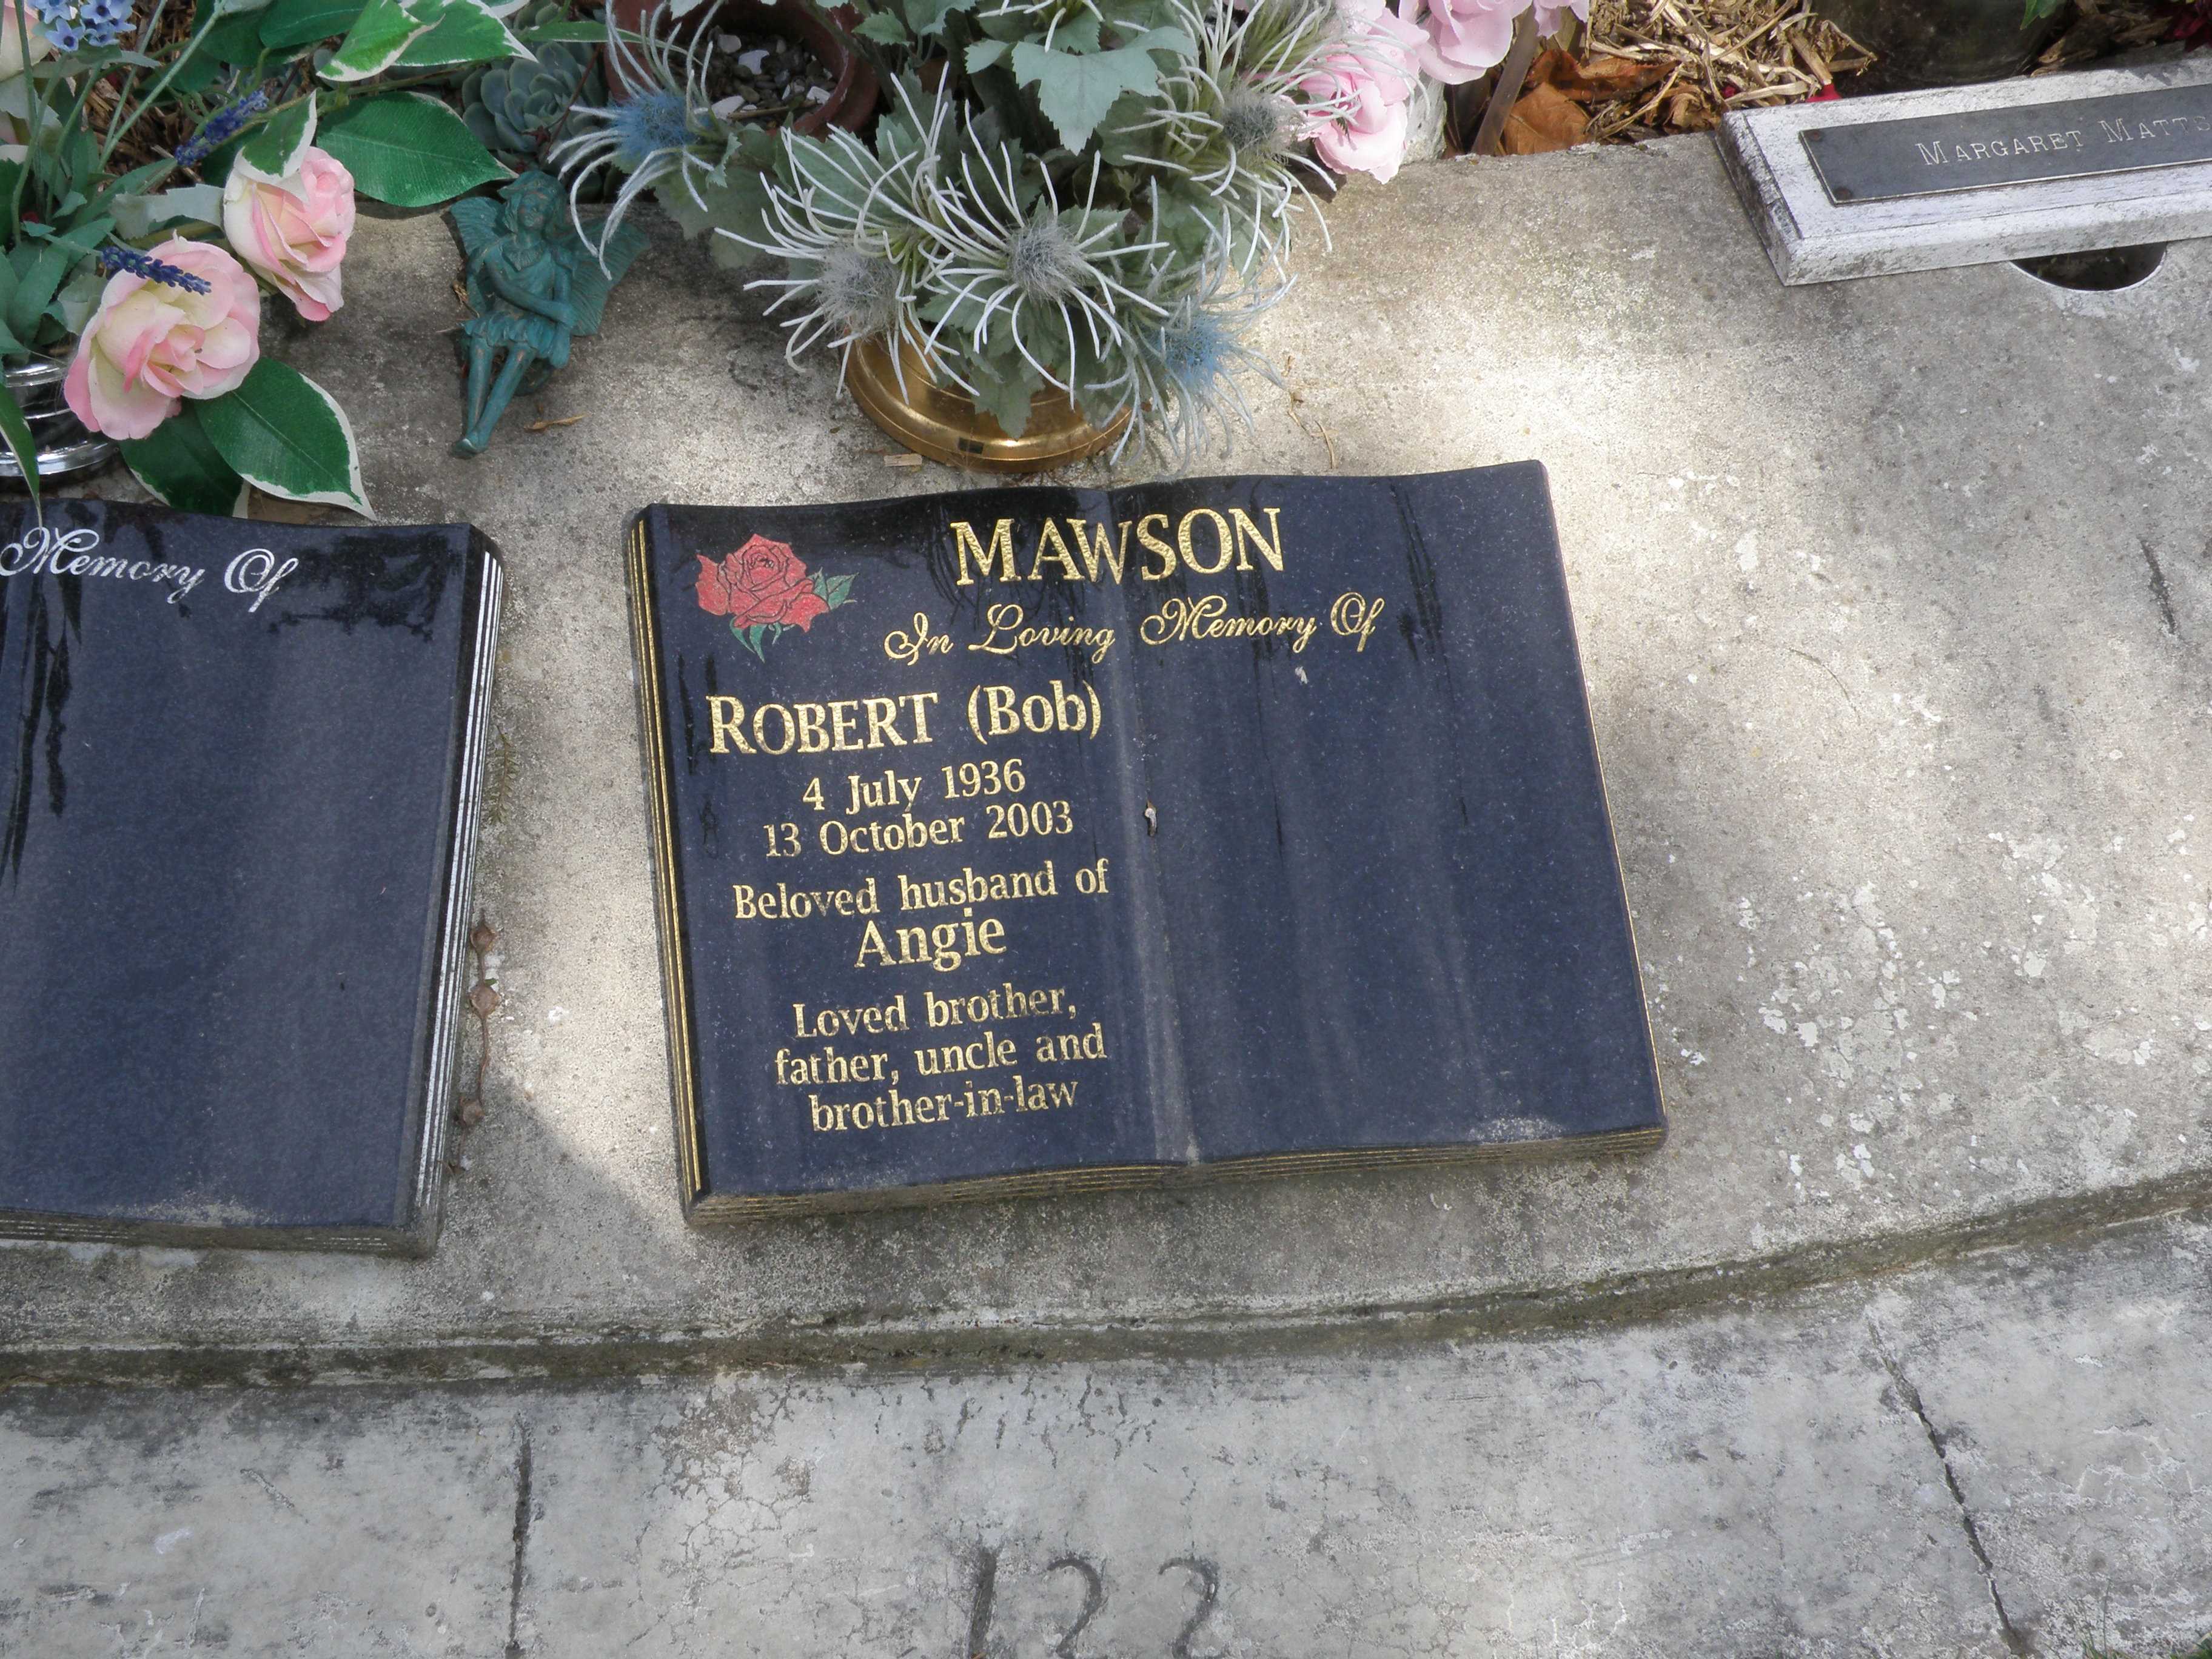 MARGARET
Memory Of
MAWSON
In Loving Memory Of
ROBERT (Bob)
4 July 1936
13 October 2003
Beloved husband of
Angie
Loved brother,
father, uncle and
brother-in-law
122